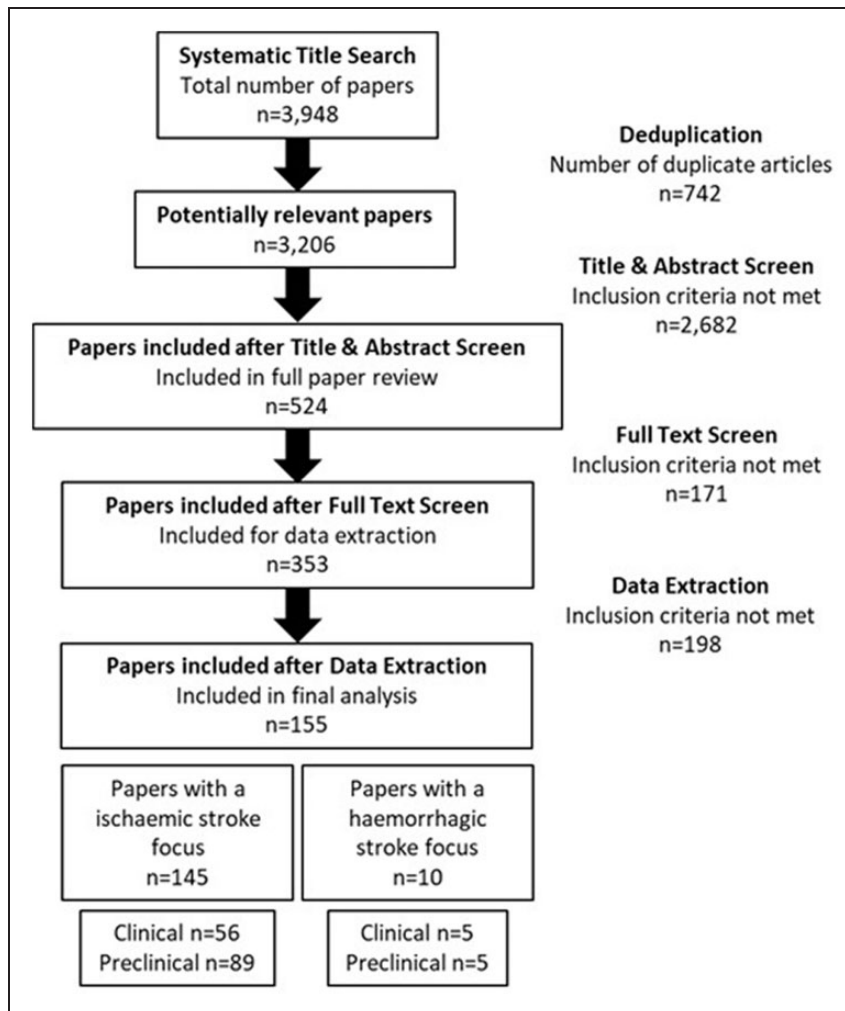 Systematic Title Search
Total number of papers
n=3,948
Deduplication
Number of duplicate articles
n=742
Potentially relevant papers
n=3,206
Title & Abstract Screen
Inclusion criteria not met
n=2,682
Papers included after Title & Abstract Screen
Included in full paper review
n=524
Full Text Screen
Inclusion criteria not met
n=171
Papers included after Full Text Screen
Included for data extraction
n=353
Data Extraction
Inclusion criteria not met
n=198
Papers included after Data Extraction
Included in final analysis
n=155
Papers with a
ischaemic stroke
focus
n=145
Papers with a
haemorrhagic
stroke focus
n=10
Clinical n=56
Preclinical n=89
Clinical n=5
Preclinical n=5